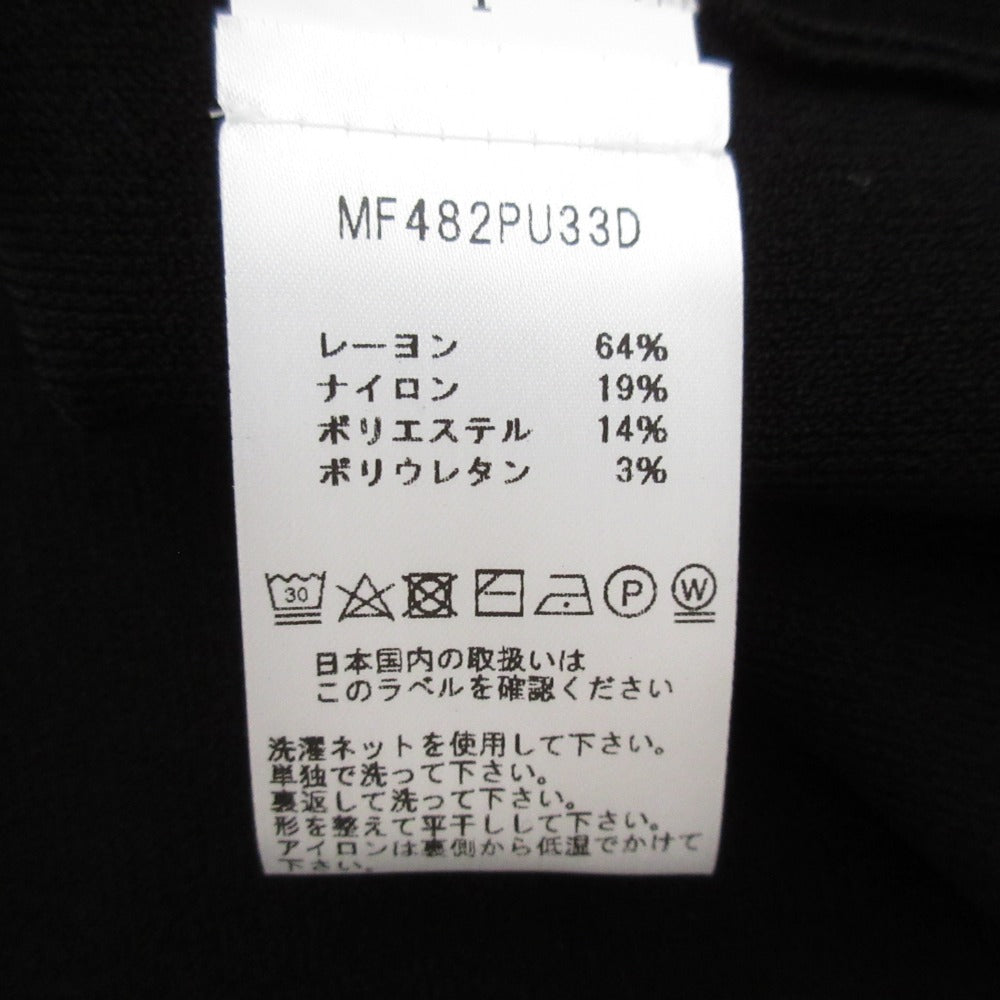 MF482PU33D
レーヨン 64%
ナイロン 19%
ポリエステル 14%
ポリウレタン 3%
30 P W
日本国内の取扱いは
このラベルを確認ください
洗濯ネットを使用して下さい。
単独で洗って下さい。
裏返して洗って下さい。
形を整えて平干しして下さい。
アイロンは裏側から低温でかけて
下さい。